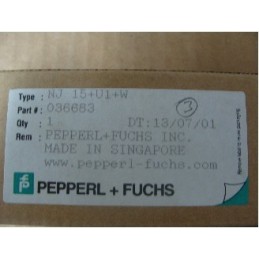 Type : NJ 15+U1+W
Part # : 036683
Qty : 1 DT:13/07/01
Rem : PEPPERL+FUCHS INC.
MADE IN SINGAPORE
www.pepperl-fuchs.com
PEPPERL + FUCHS
3